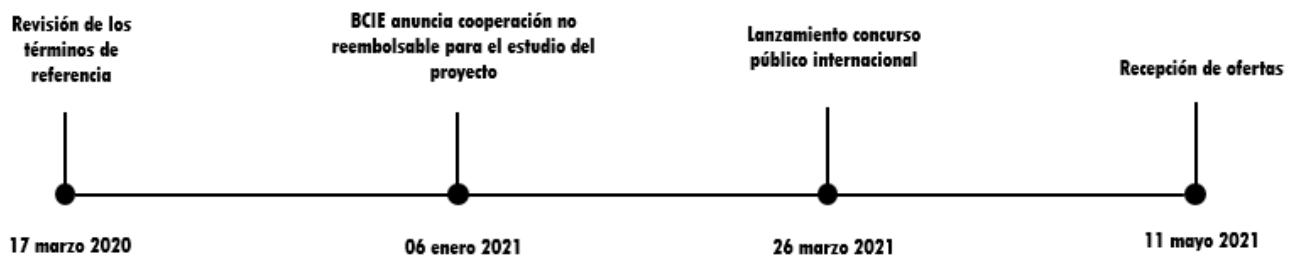 Revisión de los
términos de
referencia
BCIE anuncia cooperación no
reembolsable para el estudio del
proyecto
Lanzamiento concurso
público internacional
Recepción de ofertas
17 marzo 2020
06 enero 2021
26 marzo 2021
11 mayo 2021